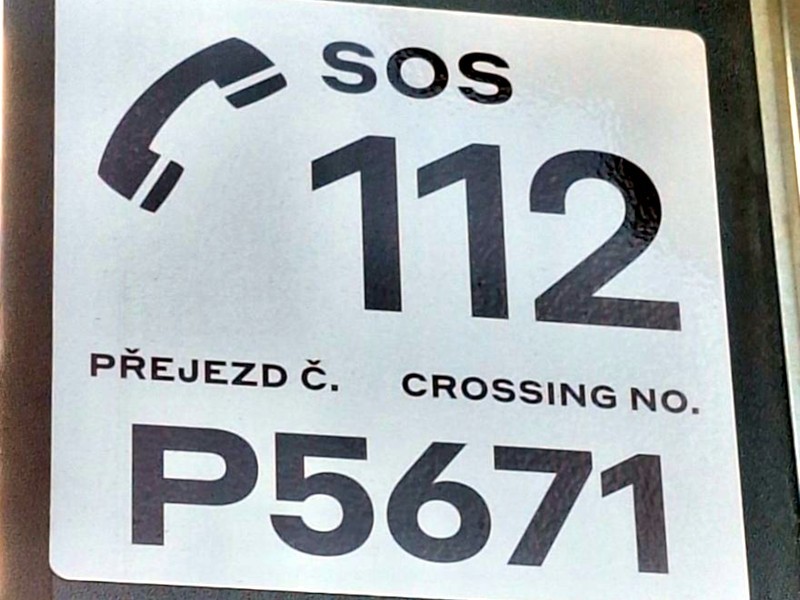 SOS
112
PŘEJEZD Č. CROSSING NO.
P5671